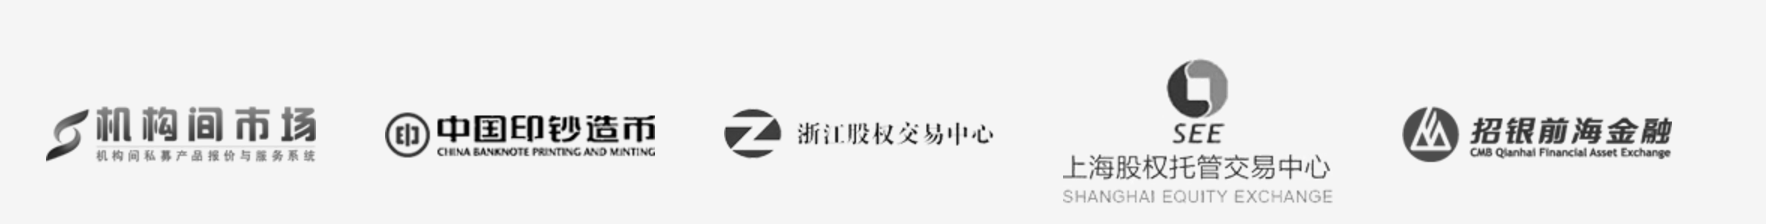 机构间市场
机构间私募产品报价与服务系统
印
中国印钞造币
CHINA BANKNOTE PRINTING AND MINTING
浙江股权交易中心
SEE
上海股权托管交易中心
SHANGHAI EQUITY EXCHANGE
招银前海金融
CMB Qianhai Financial Asset Exchange